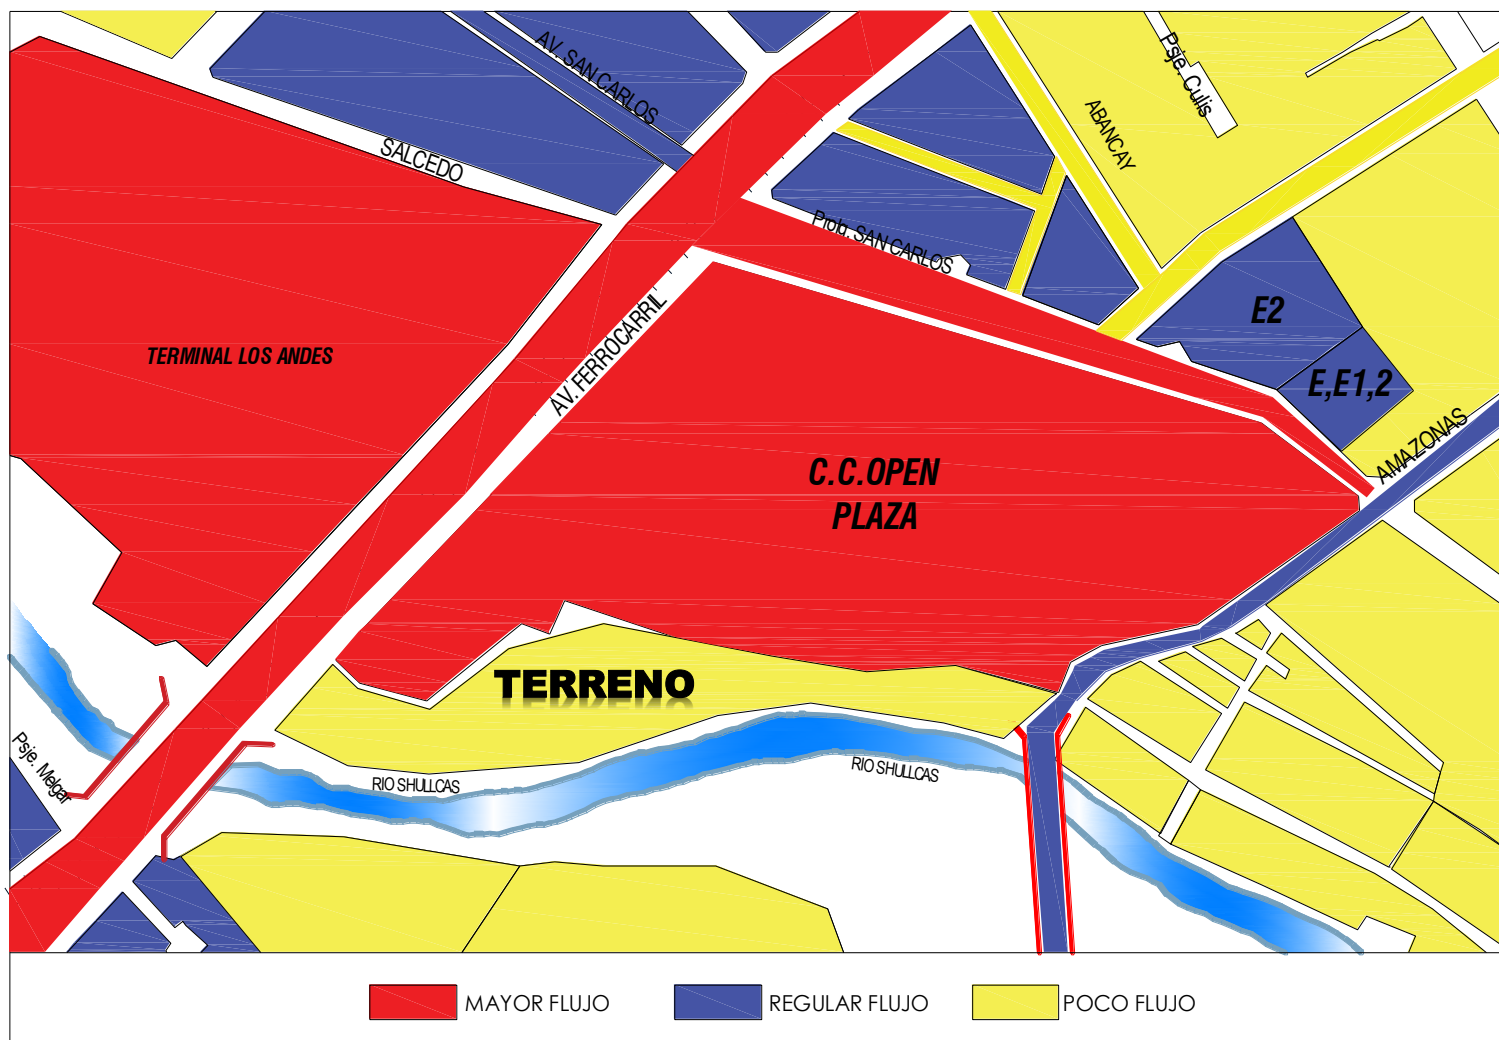 AV. SAN CARLOS
Psje. Culis
ABANCAY
SALCEDO
Prob. SAN CARLOS
E2
TERMINAL LOS ANDES
AV. FERROCARRIL
E,E1,2
AMAZONAS
C.C.OPEN
PLAZA
TERRENO
Psje. Melgar
RIO SHULLCAS
RIO SHULLCAS
MAYOR FLUJO
REGULAR FLUJO
POCO FLUJO